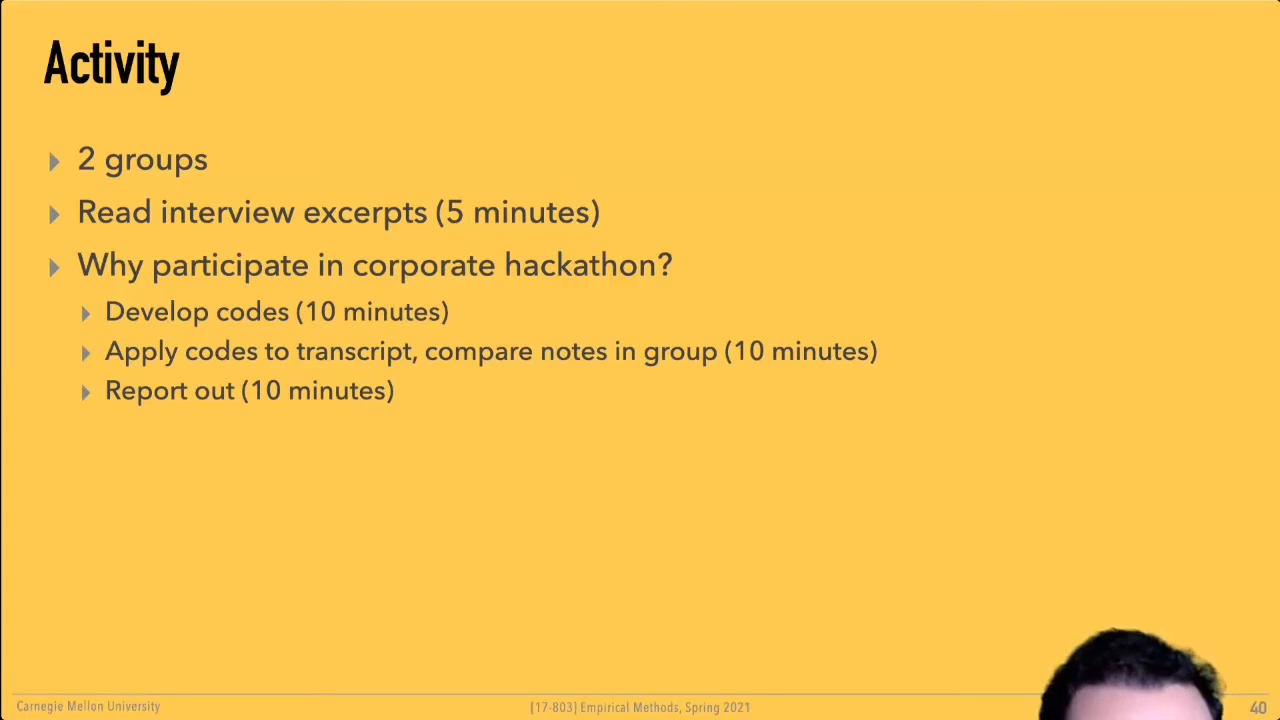 Activity
2 groups
Read interview excerpts (5 minutes)
Why participate in corporate hackathon?
Develop codes (10 minutes)
Apply codes to transcript, compare notes in group (10 minutes)
Report out (10 minutes)
Carnegie Mellon University
[17-803] Empirical Methods, Spring 2021
40